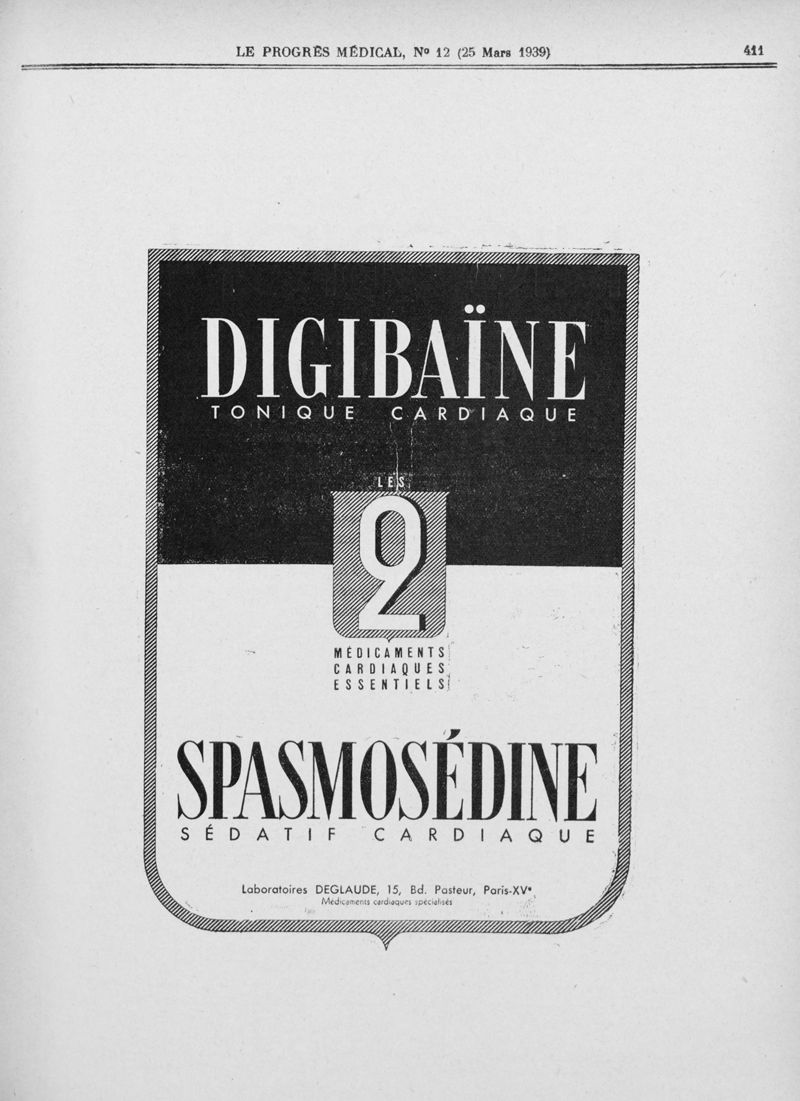 LE PROGRÈS MÉDICAL, Nº 12 (25 Mars 1939) 411
DIGIBAÏNE
TONIQUE CARDIAQUE
LES
2
MÉDICAMENTS
CARDIAQUES
ESSENTIELS
SPASMOSÉDINE
SÉDATIF CARDIAQUE
Laboratoires DEGLAUDE, 15, Bd. Pasteur, Paris-XVᵉ
Médicaments cardiaques spécialisés